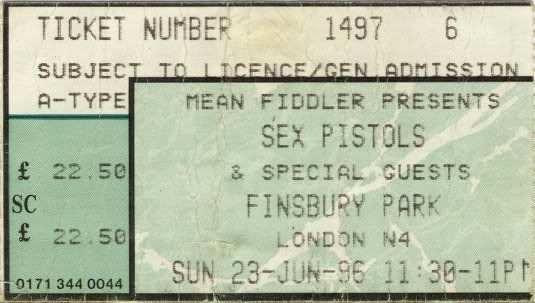 TICKET NUMBER 1497 6
SUBJECT TO LICENCE/GEN ADMISSION
A-TYPE
MEAN FIDDLER PRESENTS
SEX PISTOLS
& SPECIAL GUESTS
£ 22.50
FINSBURY PARK
SC
£ 22.50
LONDON N4
SUN 23-JUN-96 11:30-11P
0171 344 0044